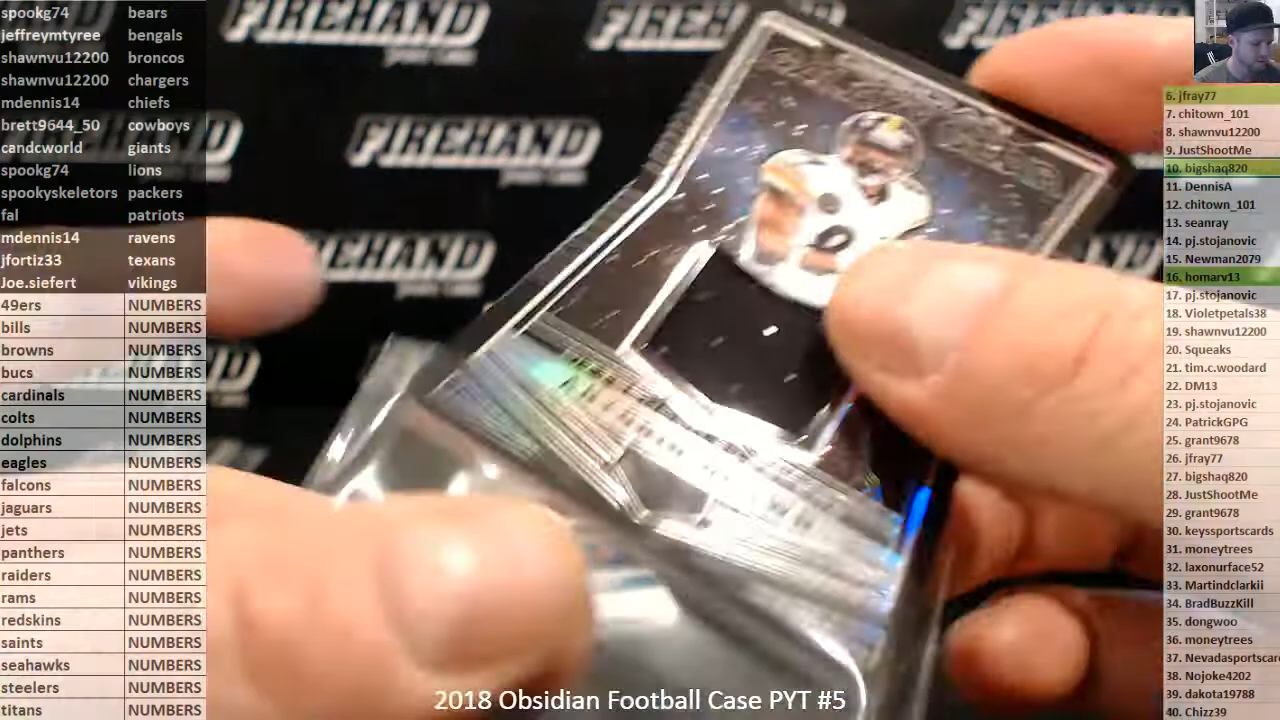 spookg74 bears
jeffreymtyree bengals
shawnvu12200 broncos
shawnvu12200 chargers
mdennis14 chiefs
brett9644_50 cowboys
candcworld giants
spookg74 lions
spookyskeletors packers
fal patriots
mdennis14 ravens
jfortiz33 texans
Joe.siefert vikings
49ers NUMBERS
bills NUMBERS
browns NUMBERS
bucs NUMBERS
cardinals NUMBERS
colts NUMBERS
dolphins NUMBERS
eagles NUMBERS
falcons NUMBERS
jaguars NUMBERS
jets NUMBERS
panthers NUMBERS
raiders NUMBERS
rams NUMBERS
redskins NUMBERS
saints NUMBERS
seahawks NUMBERS
steelers NUMBERS
titans NUMBERS
FIREHAND
FIREHAND
FIREHAND
FIREHAND
FIREHAND
6. jfray77
7. chitown_101
8. shawnvu12200
9. JustShootMe
10. bigshaq820
11. DennisA
12. chitown_101
13. seanray
14. pj.stojanovic
15. Newman2079
16. homarv13
17. pj.stojanovic
18. Violetpetals38
19. shawnvu12200
20. Squeaks
21. tim.c.woodard
22. DM13
23. pj.stojanovic
24. PatrickGPG
25. grant9678
26. jfray77
27. bigshaq820
28. JustShootMe
29. grant9678
30. keyssportscards
31. moneytrees
32. laxonurface52
33. Martindclarkii
34. BradBuzzKill
35. dongwoo
36. moneytrees
37. Nevadasportscar
38. Nojoke4202
39. dakota19788
40. Chizz39
2018 Obsidian Football Case PYT #5